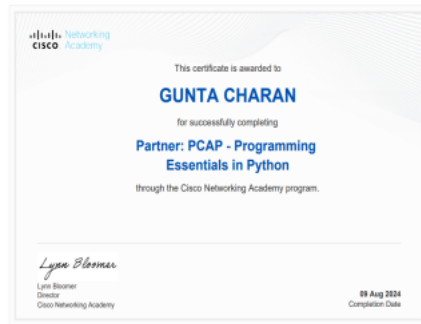 CISCO Networking Academy
This certificate is awarded to
GUNTA CHARAN
for successfully completing
Partner: PCAP - Programming
Essentials in Python
through the Cisco Networking Academy program.
Lynn Bloomer
Lynn Bloomer
Director
Cisco Networking Academy
09 Aug 2024
Completion Date